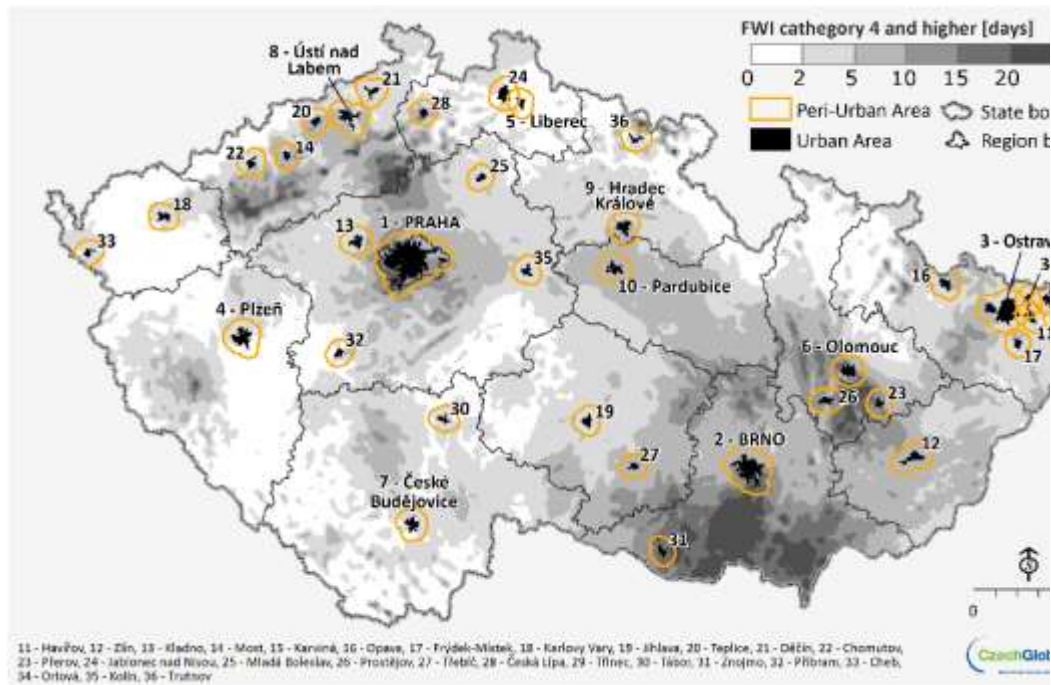 FWI cathegory 4 and higher [days]
0 2 5 10 15 20
Peri-Urban Area
State bo
Urban Area
Region b
8 - Ústí nad
Labem
21
24
20
28
5 - Liberec
36
14
22
25
18
9 - Hradec
Králové
1 - PRAHA
13
33
35
10 - Pardubice
3 - Ostrav
16
3
4 - Plzeň
11
32
17
6 - Olomouc
26
23
30
19
2 - BRNO
12
27
7 - České
Budějovice
31
0
11 - Havířov, 12 - Zlín, 13 - Kladno, 14 - Most, 15 - Karviná, 16 - Opava, 17 - Frýdek-Místek, 18 - Karlovy Vary, 19 - Jihlava, 20 - Teplice, 21 - Děčín, 22 - Chomutov,
23 - Přerov, 24 - Jablonec nad Nisou, 25 - Mladá Boleslav, 26 - Prostějov, 27 - Třebíč, 28 - Česká Lípa, 29 - Třinec, 30 - Tábor, 31 - Znojmo, 32 - Příbram, 33 - Cheb,
34 - Orlová, 35 - Kolín, 36 - Trutnov
CzechGlob